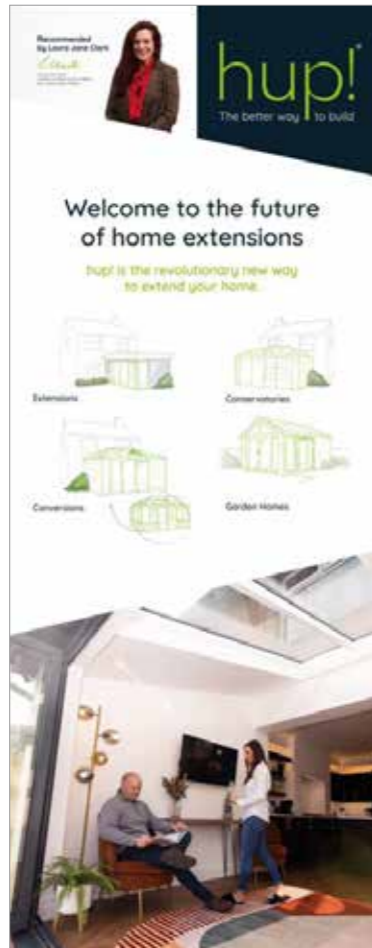 Recommended
by Laura Jane Clark
hup!
The better way to build
Welcome to the future
of home extensions
hup! is the revolutionary new way
to extend your home.
Extensions
Conservatories
Conversions
Garden Homes